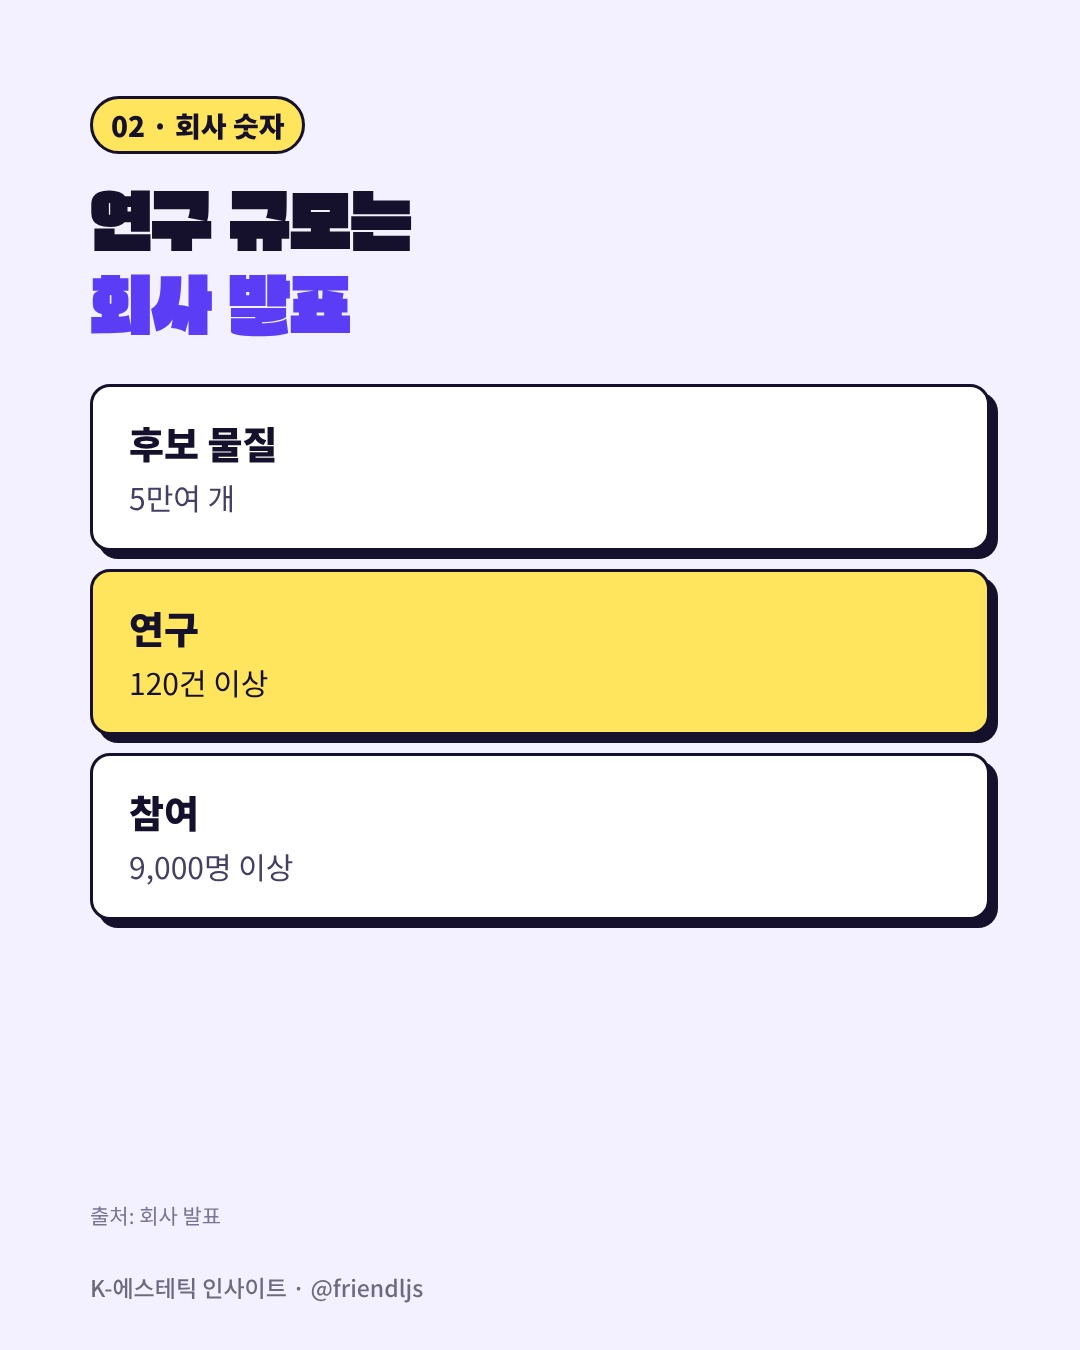 02 · 회사 숫자
연구 규모는
회사 발표
후보 물질
5만여 개
연구
120건 이상
참여
9,000명 이상
출처: 회사 발표
K-에스테틱 인사이트 · @friendljs